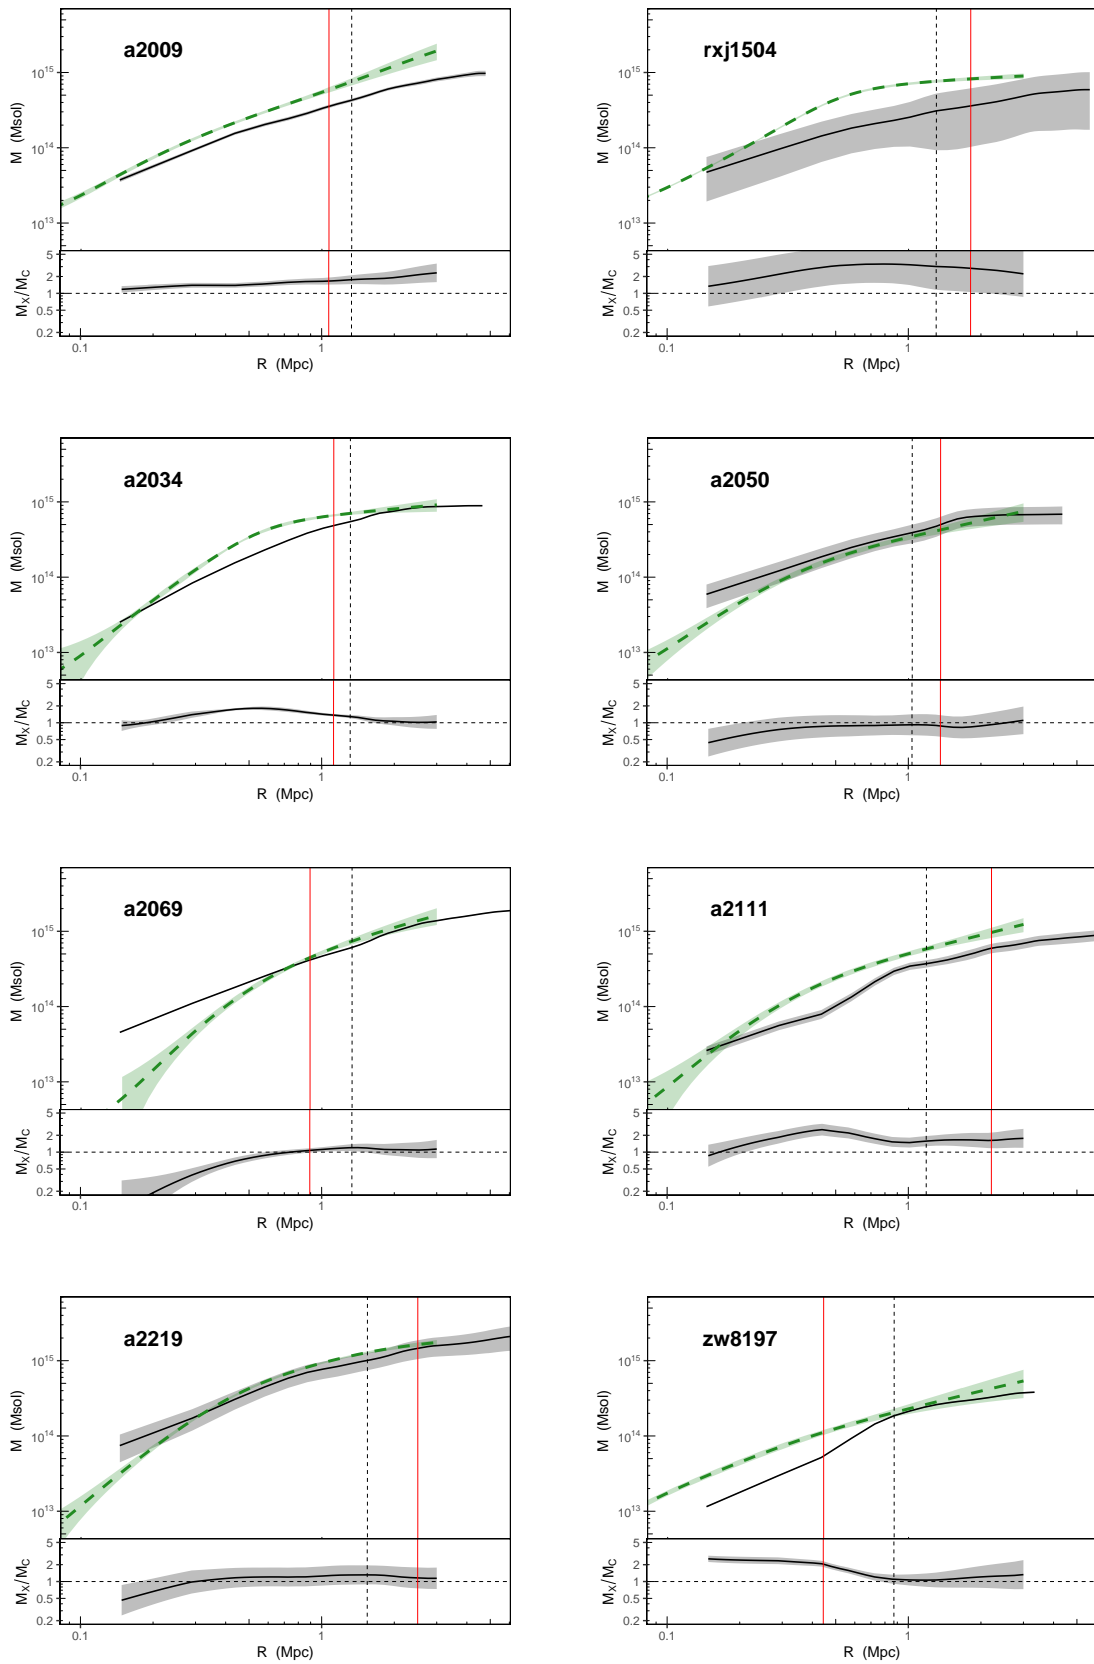 a2009
M (Msol)
10^15
10^14
10^13
M_X/M_C
5
2
1
0.5
0.2
0.1
1
R (Mpc)
rxj1504
M (Msol)
10^15
10^14
10^13
M_X/M_C
5
2
1
0.5
0.2
0.1
1
R (Mpc)
a2034
M (Msol)
10^15
10^14
10^13
M_X/M_C
5
2
1
0.5
0.2
0.1
1
R (Mpc)
a2050
M (Msol)
10^15
10^14
10^13
M_X/M_C
5
2
1
0.5
0.2
0.1
1
R (Mpc)
a2069
M (Msol)
10^15
10^14
10^13
M_X/M_C
5
2
1
0.5
0.2
0.1
1
R (Mpc)
a2111
M (Msol)
10^15
10^14
10^13
M_X/M_C
5
2
1
0.5
0.2
0.1
1
R (Mpc)
a2219
M (Msol)
10^15
10^14
10^13
M_X/M_C
5
2
1
0.5
0.2
0.1
1
R (Mpc)
zw8197
M (Msol)
10^15
10^14
10^13
M_X/M_C
5
2
1
0.5
0.2
0.1
1
R (Mpc)